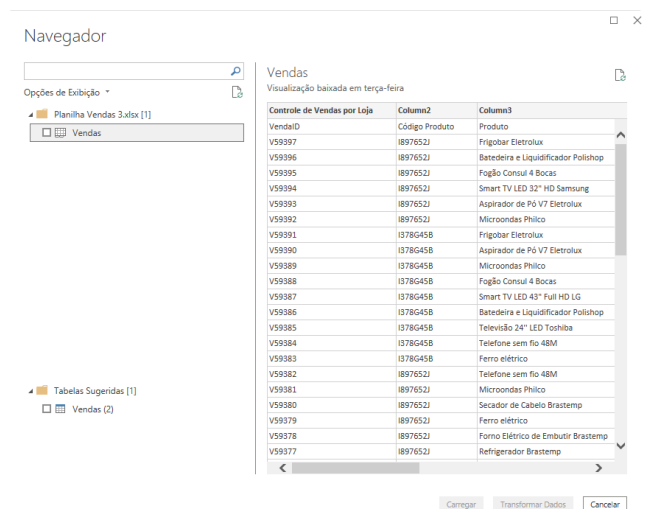 Navegador
Opções de Exibição
Planilha Vendas 3.xlsx [1]
Vendas
Tabelas Sugeridas [1]
Vendas (2)
Vendas
Visualização baixada em terça-feira
Controle de Vendas por Loja Column2 Column3
VendaID Código Produto Produto
V59397 I897652J Frigobar Eletrolux
V59396 I897652J Batedeira e Liquidificador Polishop
V59395 I897652J Fogão Consul 4 Bocas
V59394 I897652J Smart TV LED 32" HD Samsung
V59393 I897652J Aspirador de Pó V7 Eletrolux
V59392 I897652J Microondas Philco
V59391 I378G45B Frigobar Eletrolux
V59390 I378G45B Aspirador de Pó V7 Eletrolux
V59389 I378G45B Microondas Philco
V59388 I378G45B Fogão Consul 4 Bocas
V59387 I378G45B Smart TV LED 43" Full HD LG
V59386 I378G45B Batedeira e Liquidificador Polishop
V59385 I378G45B Televisão 24" LED Toshiba
V59384 I378G45B Telefone sem fio 48M
V59383 I378G45B Ferro elétrico
V59382 I897652J Telefone sem fio 48M
V59381 I897652J Microondas Philco
V59380 I897652J Secador de Cabelo Brastemp
V59379 I897652J Ferro elétrico
V59378 I897652J Forno Elétrico de Embutir Brastemp
V59377 I897652J Refrigerador Brastemp
Carregar Transformar Dados Cancelar